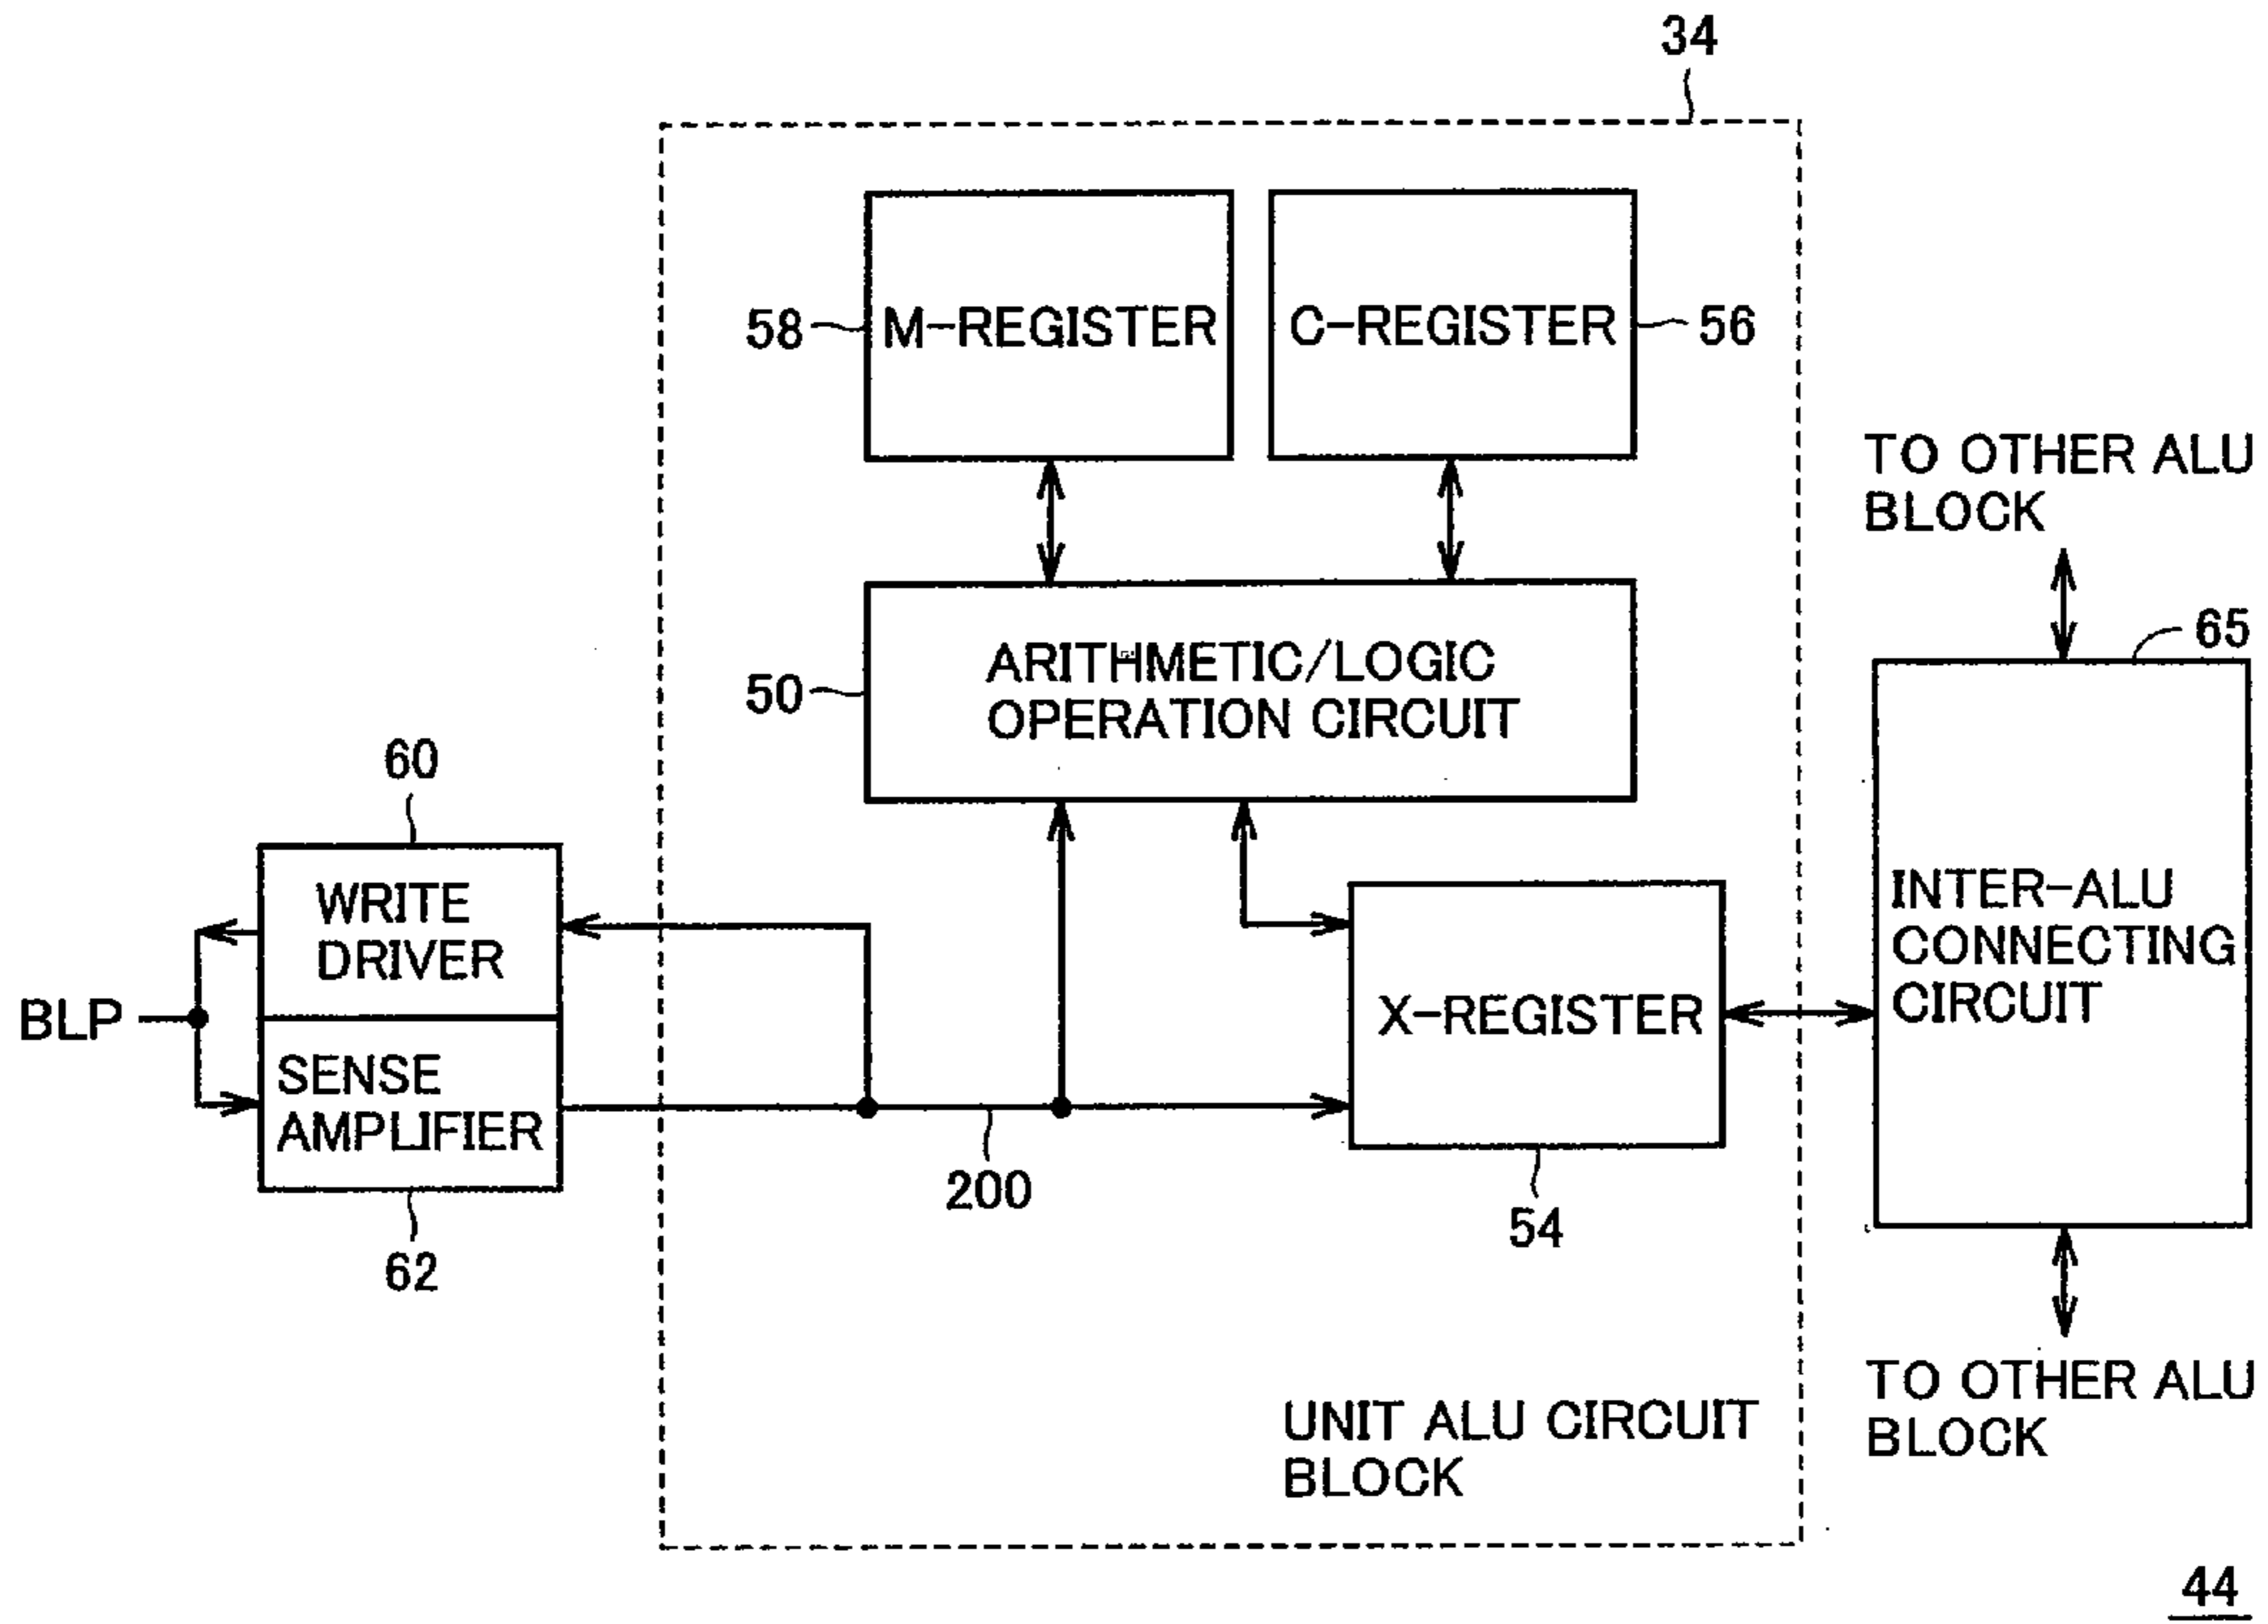 34
M-REGISTER
C-REGISTER
58
56
TO OTHER ALU
BLOCK
65
ARITHMETIC/LOGIC
OPERATION CIRCUIT
50
60
WRITE
DRIVER
INTER-ALU
CONNECTING
CIRCUIT
X-REGISTER
BLP
SENSE
AMPLIFIER
200
54
62
TO OTHER ALU
BLOCK
UNIT ALU CIRCUIT
BLOCK
44